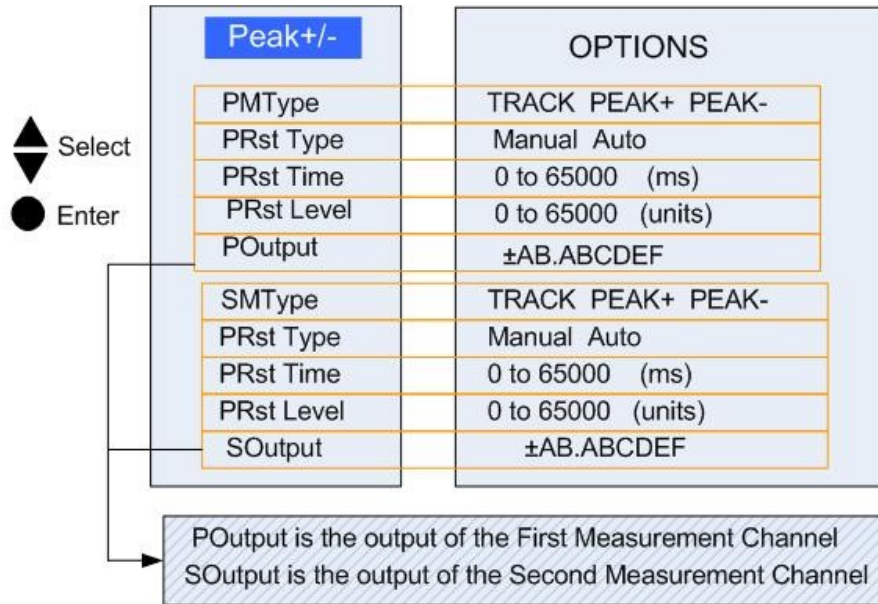 Peak+/- OPTIONS
PMType TRACK PEAK+ PEAK-
PRst Type Manual Auto
Select
PRst Time 0 to 65000 (ms)
Enter
PRst Level 0 to 65000 (units)
POutput ±AB.ABCDEF
SMType TRACK PEAK+ PEAK-
PRst Type Manual Auto
PRst Time 0 to 65000 (ms)
PRst Level 0 to 65000 (units)
SOutput ±AB.ABCDEF
POutput is the output of the First Measurement Channel
SOutput is the output of the Second Measurement Channel